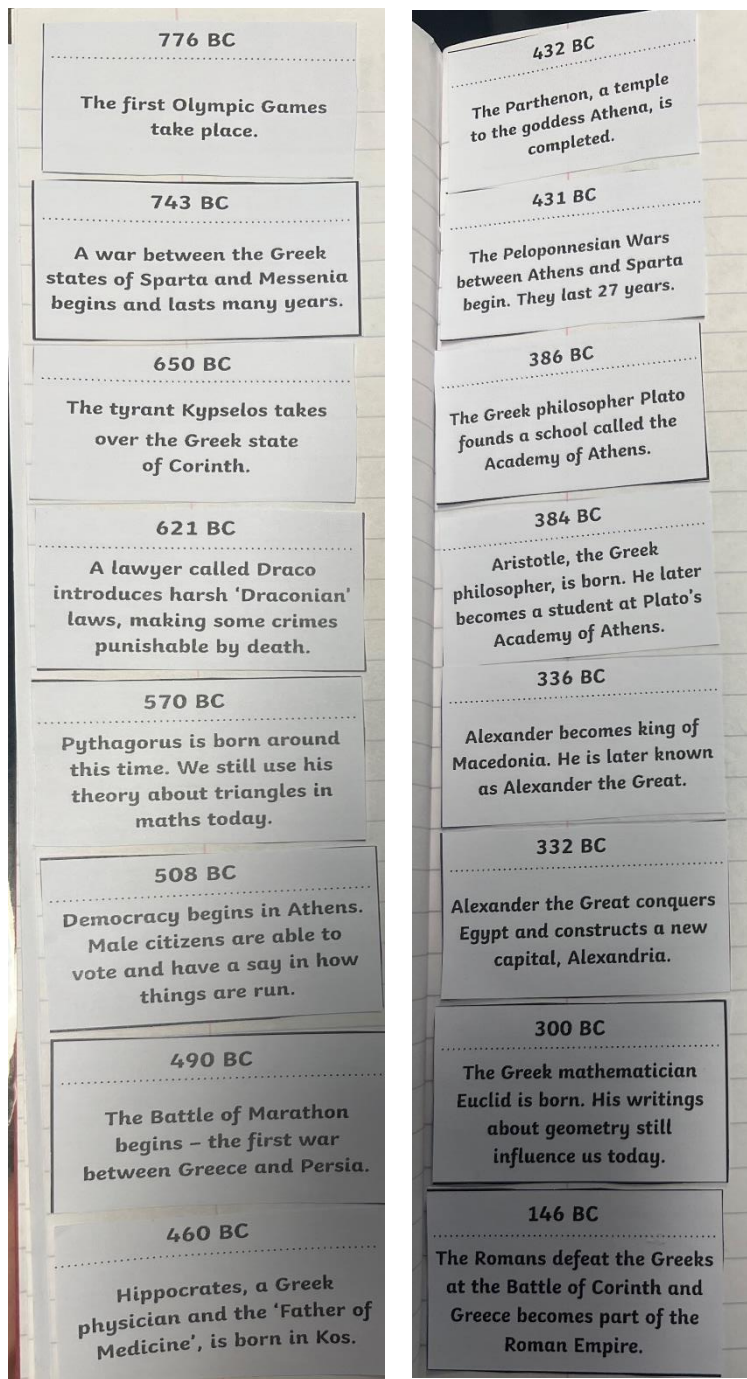 776 BC
The first Olympic Games
take place.
743 BC
A war between the Greek
states of Sparta and Messenia
begins and lasts many years.
650 BC
The tyrant Kypselos takes
over the Greek state
of Corinth.
621 BC
A lawyer called Draco
introduces harsh 'Draconian'
laws, making some crimes
punishable by death.
570 BC
Pythagorus is born around
this time. We still use his
theory about triangles in
maths today.
508 BC
Democracy begins in Athens.
Male citizens are able to
vote and have a say in how
things are run.
490 BC
The Battle of Marathon
begins – the first war
between Greece and Persia.
460 BC
Hippocrates, a Greek
physician and the 'Father of
Medicine', is born in Kos.
432 BC
The Parthenon, a temple
to the goddess Athena, is
completed.
431 BC
The Peloponnesian Wars
between Athens and Sparta
begin. They last 27 years.
386 BC
The Greek philosopher Plato
founds a school called the
Academy of Athens.
384 BC
Aristotle, the Greek
philosopher, is born. He later
becomes a student at Plato's
Academy of Athens.
336 BC
Alexander becomes king of
Macedonia. He is later known
as Alexander the Great.
332 BC
Alexander the Great conquers
Egypt and constructs a new
capital, Alexandria.
300 BC
The Greek mathematician
Euclid is born. His writings
about geometry still
influence us today.
146 BC
The Romans defeat the Greeks
at the Battle of Corinth and
Greece becomes part of the
Roman Empire.